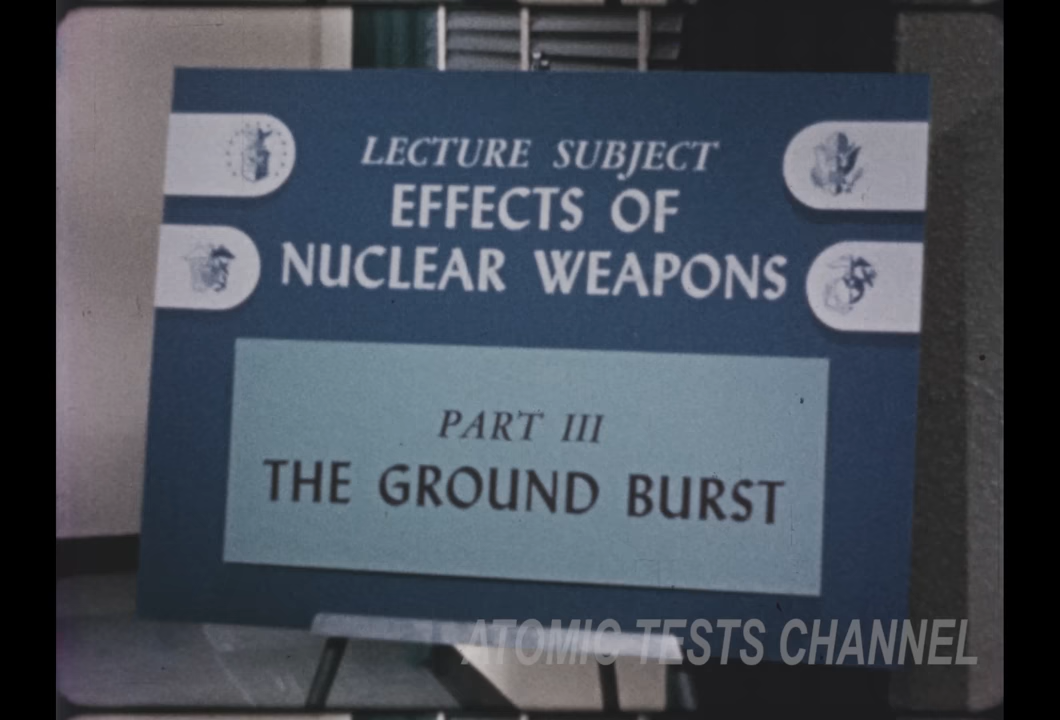 LECTURE SUBJECT
EFFECTS OF
NUCLEAR WEAPONS
PART III
THE GROUND BURST
ATOMIC TESTS CHANNEL